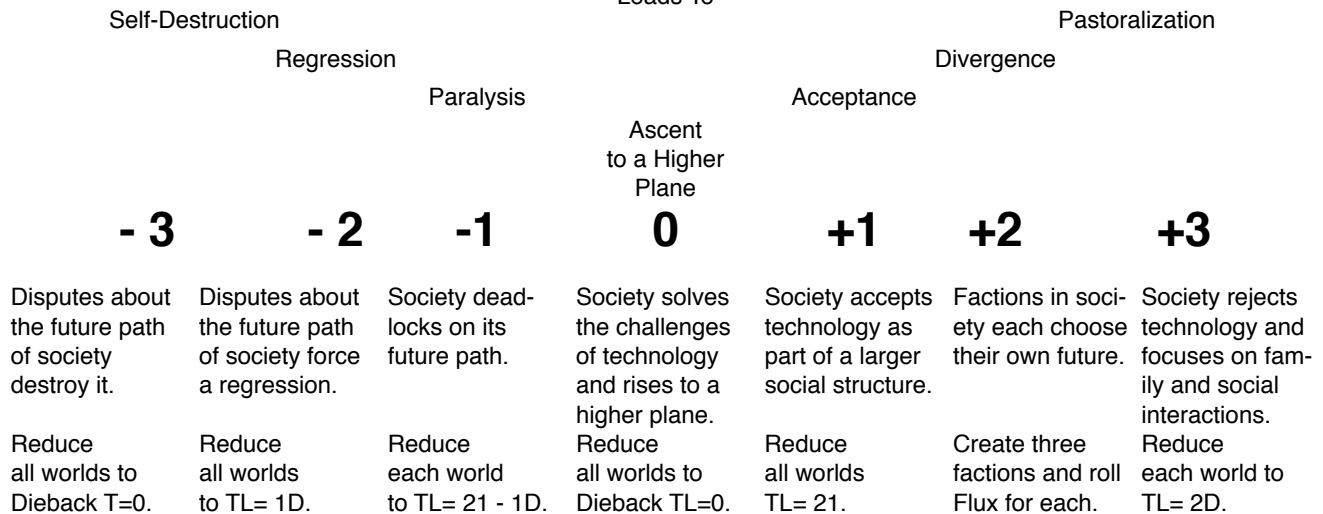 Leads To
Self-Destruction Pastoralization
Regression Divergence
Paralysis Acceptance
Ascent
to a Higher
Plane
- 3 - 2 -1 0 +1 +2 +3
Disputes about
the future path
of society
destroy it.
Reduce
all worlds to
Dieback T=0.
Disputes about
the future path
of society force
a regression.
Reduce
all worlds
to TL= 1D.
Society dead-
locks on its
future path.
Reduce
each world
to TL= 21 - 1D.
Society solves
the challenges
of technology
and rises to a
higher plane.
Reduce
all worlds to
Dieback TL=0.
Society accepts
technology as
part of a larger
social structure.
Reduce
all worlds
TL= 21.
Factions in soci-
ety each choose
their own future.
Create three
factions and roll
Flux for each.
Society rejects
technology and
focuses on fam-
ily and social
interactions.
Reduce
each world to
TL= 2D.